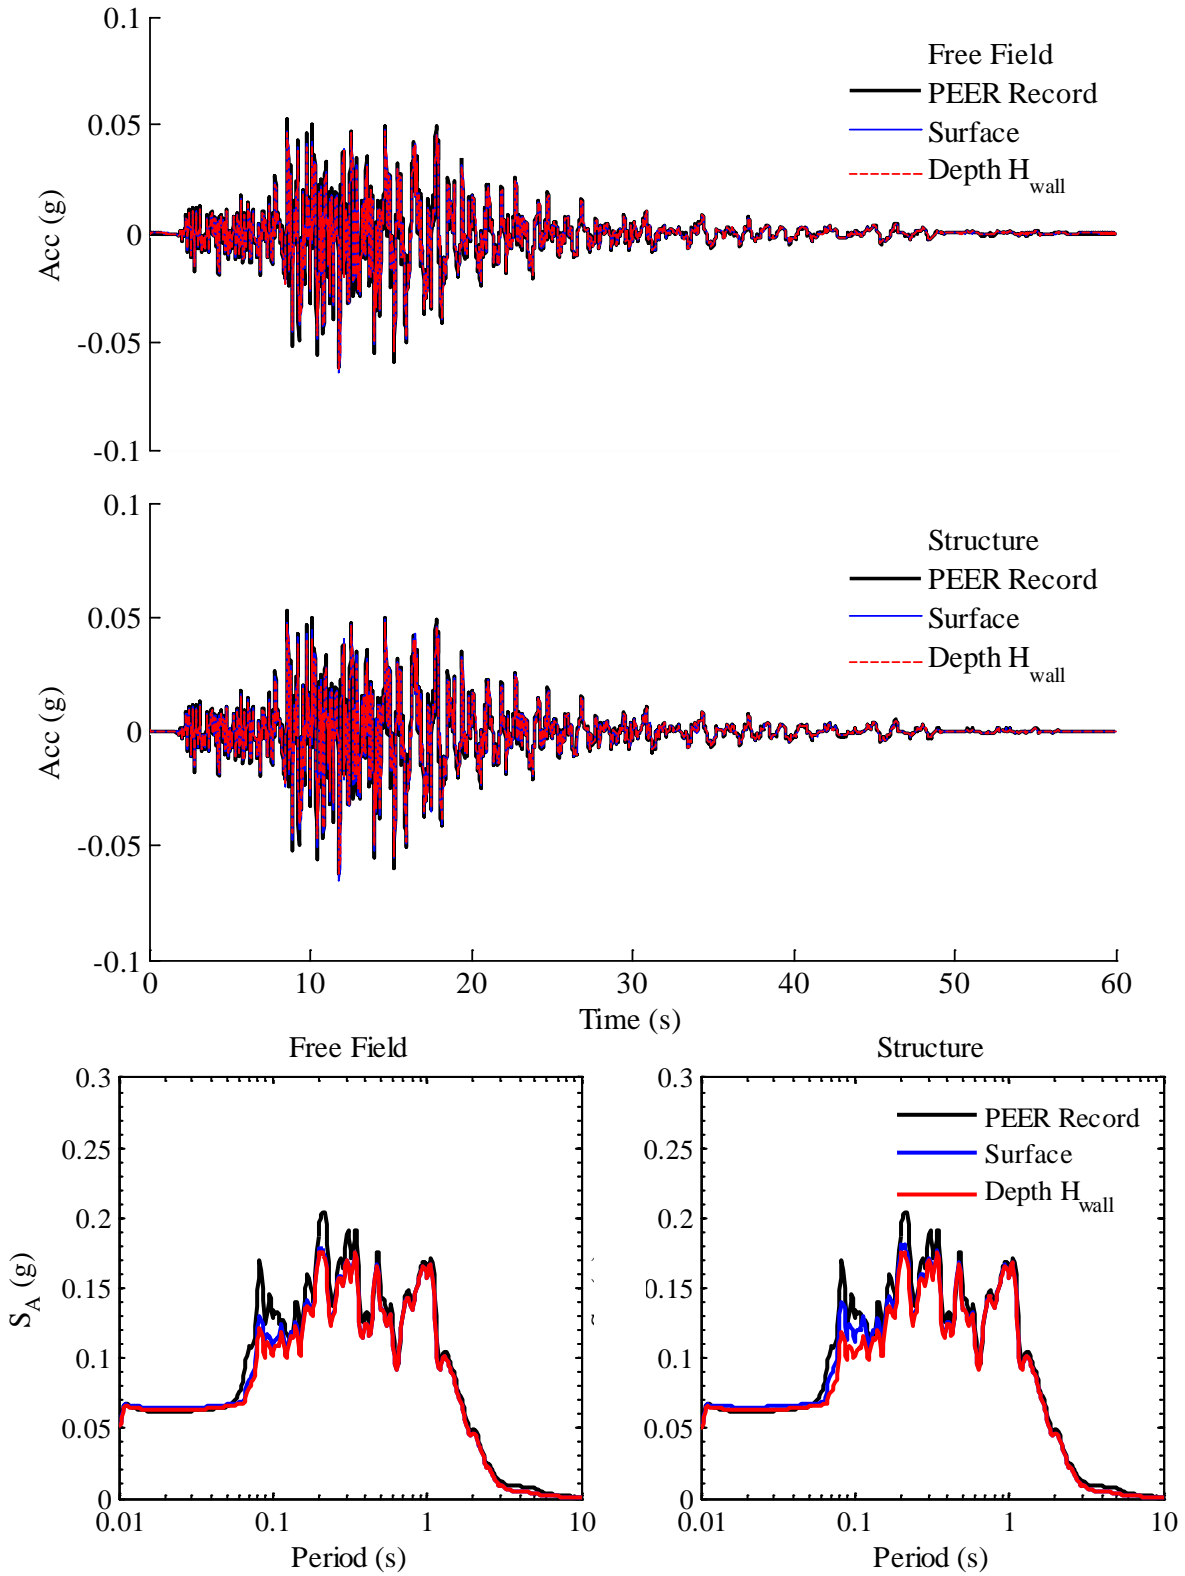 0.1
Free Field
PEER Record
0.05
Surface
Depth H_wall
Acc (g)
0
-0.05
-0.1
0.1
Structure
PEER Record
0.05
Surface
Depth H_wall
Acc (g)
0
-0.05
-0.1
0 10 20 30 40 50 60
Time (s)
Free Field
0.3
0.25
0.2
0.15
S_A (g)
0.1
0.05
0
0.01 0.1 1 10
Period (s)
Structure
0.3
PEER Record
0.25
Surface
Depth H_wall
0.2
0.15
0.1
0.05
0
0.01 0.1 1 10
Period (s)